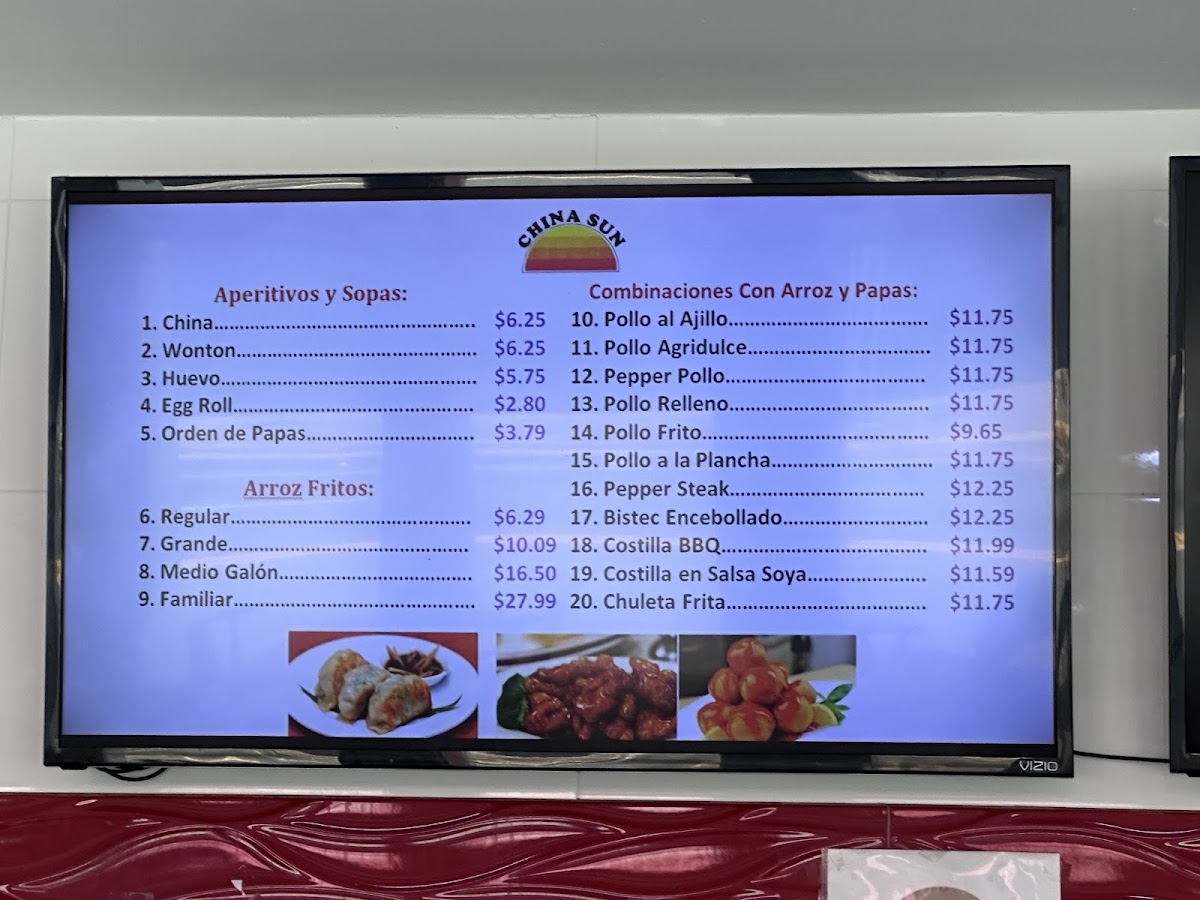 CHINA SUN
Aperitivos y Sopas:
1. China................................................ $6.25
2. Wonton............................................ $6.25
3. Huevo............................................... $5.75
4. Egg Roll............................................ $2.80
5. Orden de Papas.............................. $3.79
Arroz Fritos:
6. Regular............................................ $6.29
7. Grande............................................ $10.09
8. Medio Galón................................... $16.50
9. Familiar............................................ $27.99
Combinaciones Con Arroz y Papas:
10. Pollo al Ajillo.................................... $11.75
11. Pollo Agridulce................................ $11.75
12. Pepper Pollo................................... $11.75
13. Pollo Relleno................................... $11.75
14. Pollo Frito........................................ $9.65
15. Pollo a la Plancha............................ $11.75
16. Pepper Steak.................................. $12.25
17. Bistec Encebollado......................... $12.25
18. Costilla BBQ.................................... $11.99
19. Costilla en Salsa Soya..................... $11.59
20. Chuleta Frita................................... $11.75
VIZIO